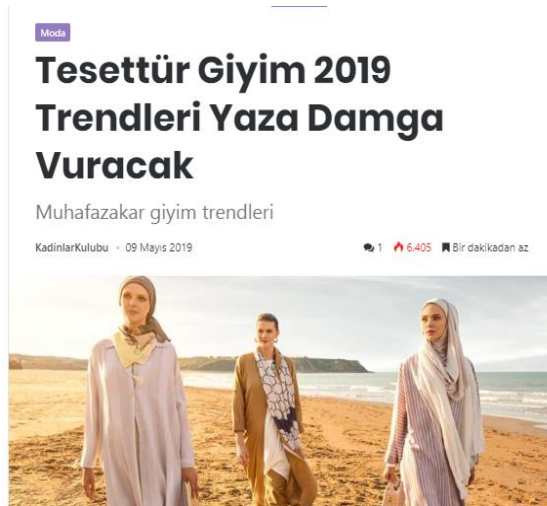 Moda
Tesettür Giyim 2019
Trendleri Yaza Damga
Vuracak
Muhafazakar giyim trendleri
KadinlarKulubu • 09 Mayıs 2019 1 6.405 Bir dakikadan az